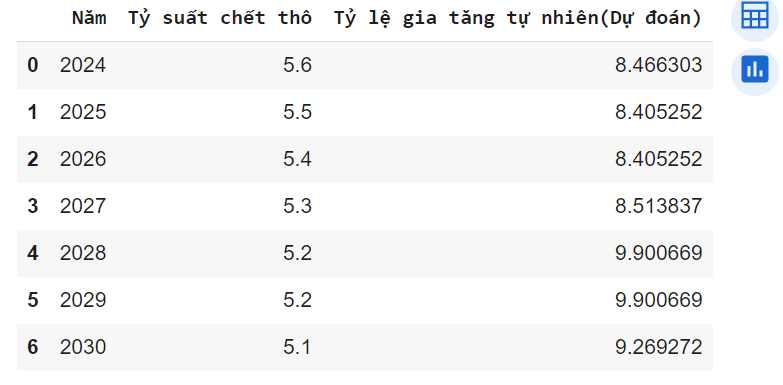 Năm Tỷ suất chết thô Tỷ lệ gia tăng tự nhiên(Dự đoán)
0 2024 5.6 8.466303
1 2025 5.5 8.405252
2 2026 5.4 8.405252
3 2027 5.3 8.513837
4 2028 5.2 9.900669
5 2029 5.2 9.900669
6 2030 5.1 9.269272